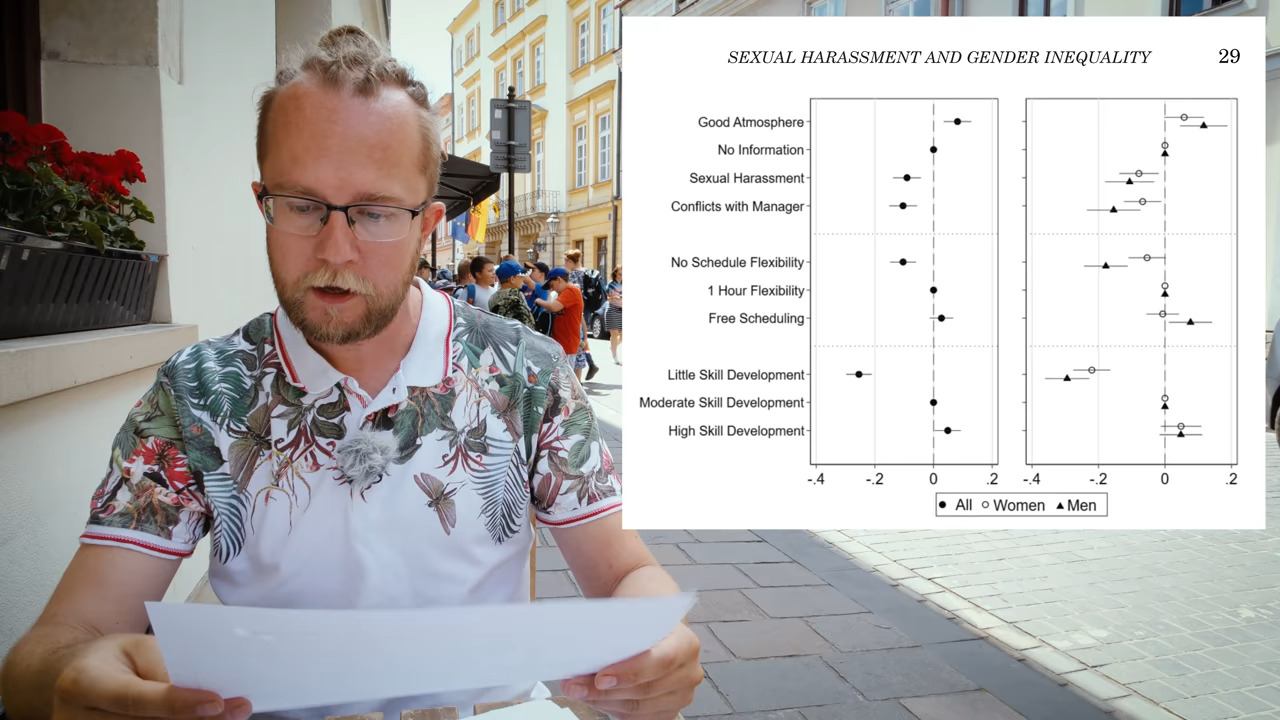 SEXUAL HARASSMENT AND GENDER INEQUALITY 29
Good Atmosphere
No Information
Sexual Harassment
Conflicts with Manager
No Schedule Flexibility
1 Hour Flexibility
Free Scheduling
Little Skill Development
Moderate Skill Development
High Skill Development
-.4 -.2 0 .2 -.4 -.2 0 .2
All Women Men